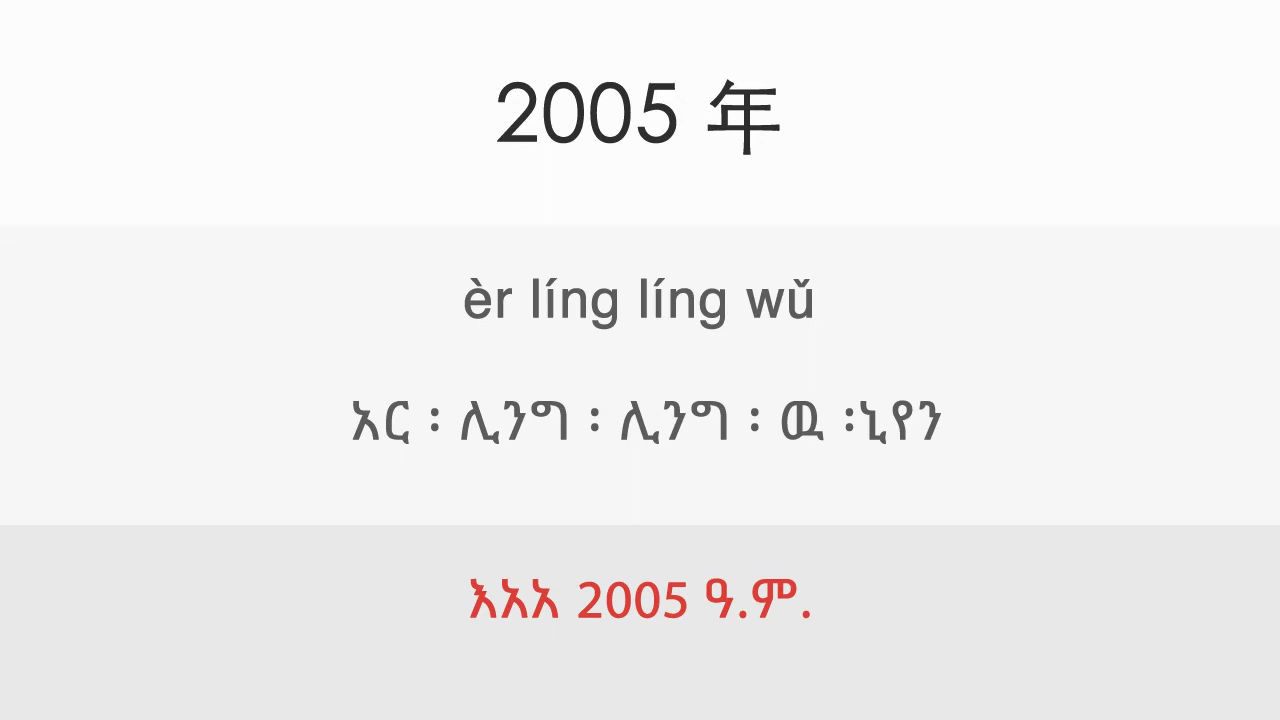 2005 年
èr líng líng wǔ
አር ፡ ሊንግ ፡ ሊንግ ፡ ዉ ፡ኒየን
እአአ 2005 ዓ.ም.